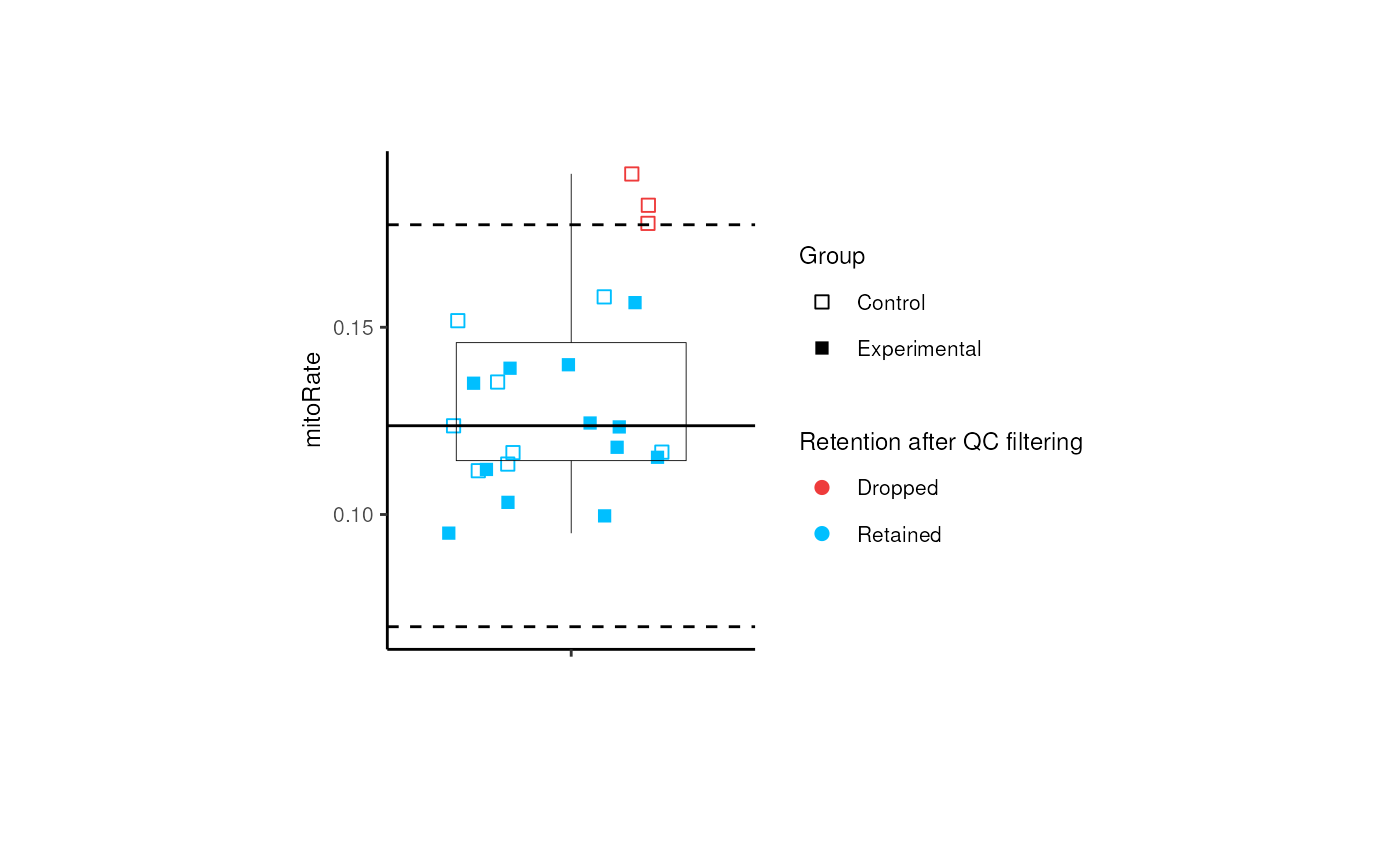 mitoRate
0.15
0.10
Group
Control
Experimental
Retention after QC filtering
Dropped
Retained